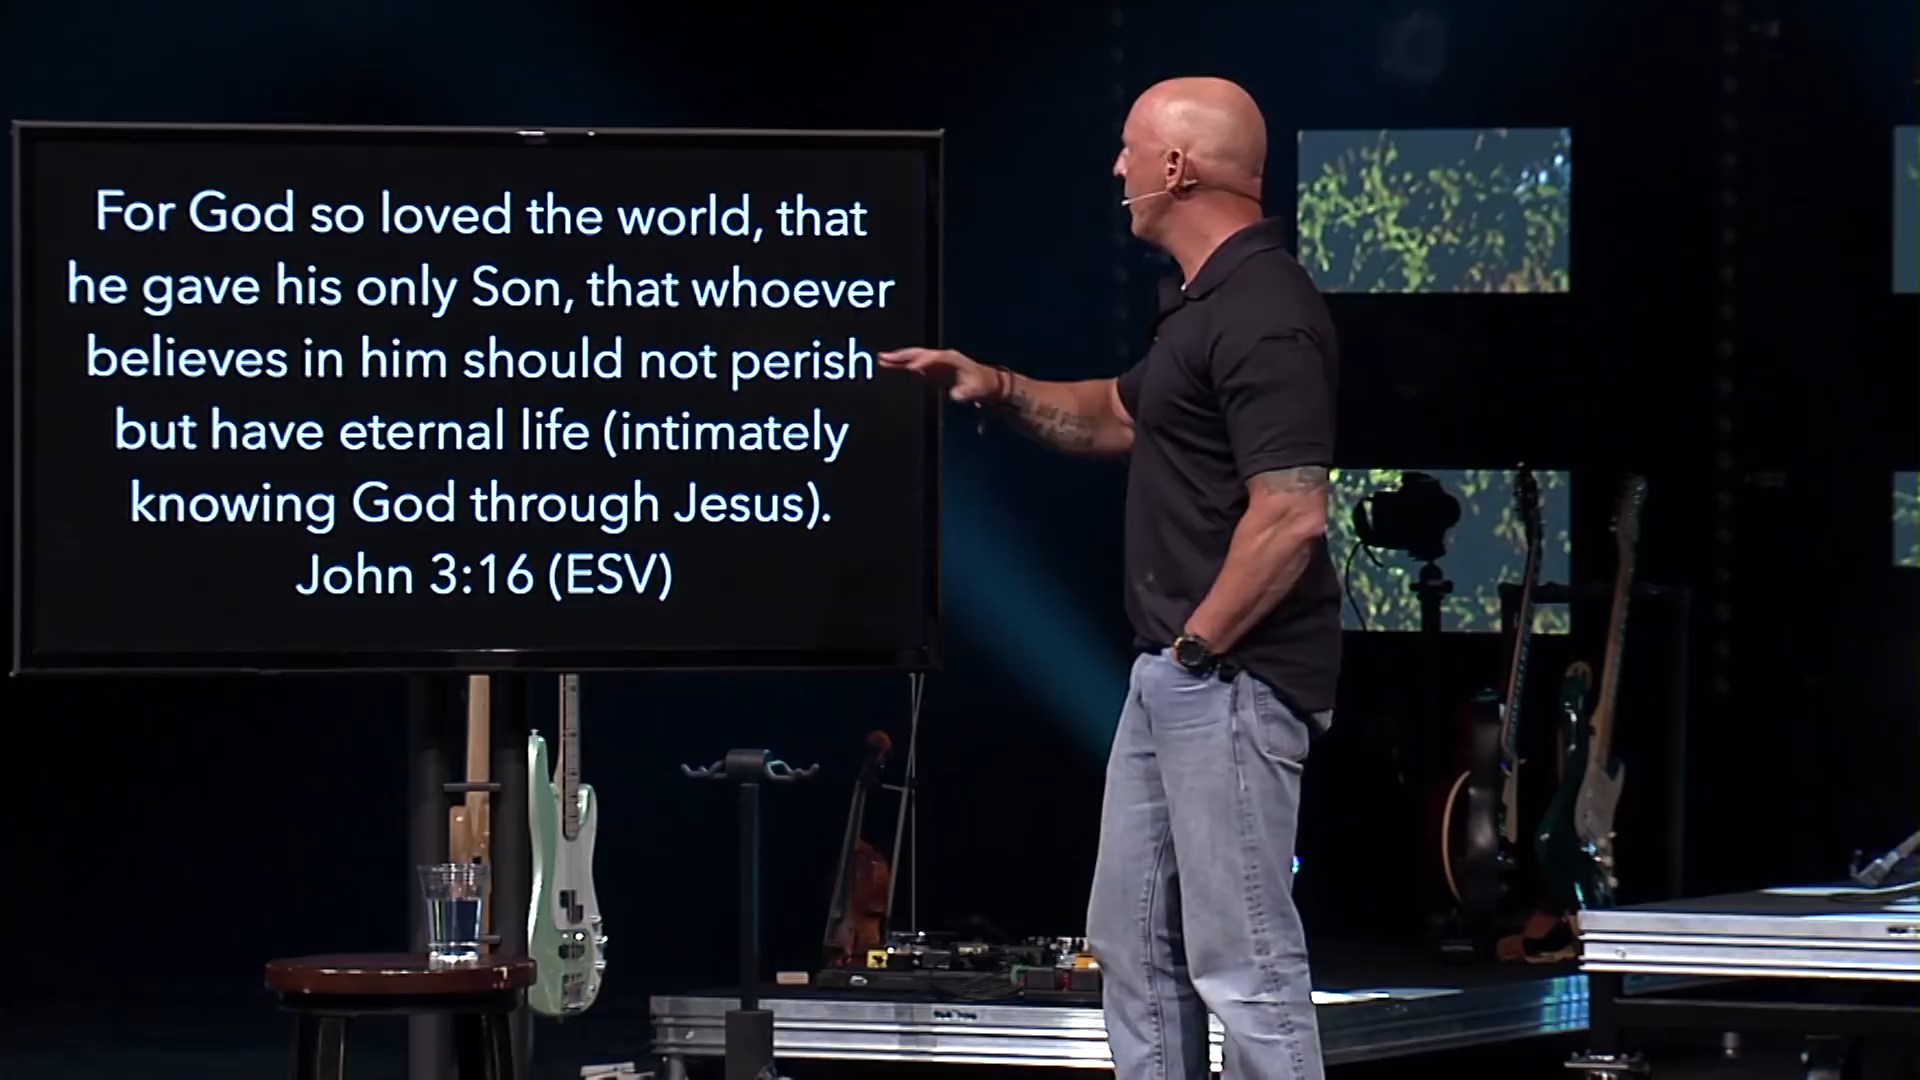 For God so loved the world, that
he gave his only Son, that whoever
believes in him should not perish
but have eternal life (intimately
knowing God through Jesus).
John 3:16 (ESV)